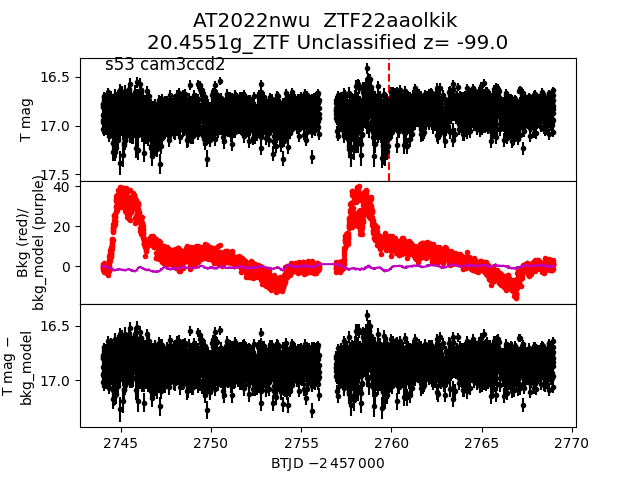 AT2022nwu  ZTF22aaolkik
20.4551g_ZTF Unclassified z= -99.0
s53 cam3ccd2
T mag
16.5
17.0
17.5
Bkg (red)/
bkg_model (purple)
40
20
0
T mag −
bkg_model
16.5
17.0
2745
2750
2755
2760
2765
2770
BTJD −2 457 000